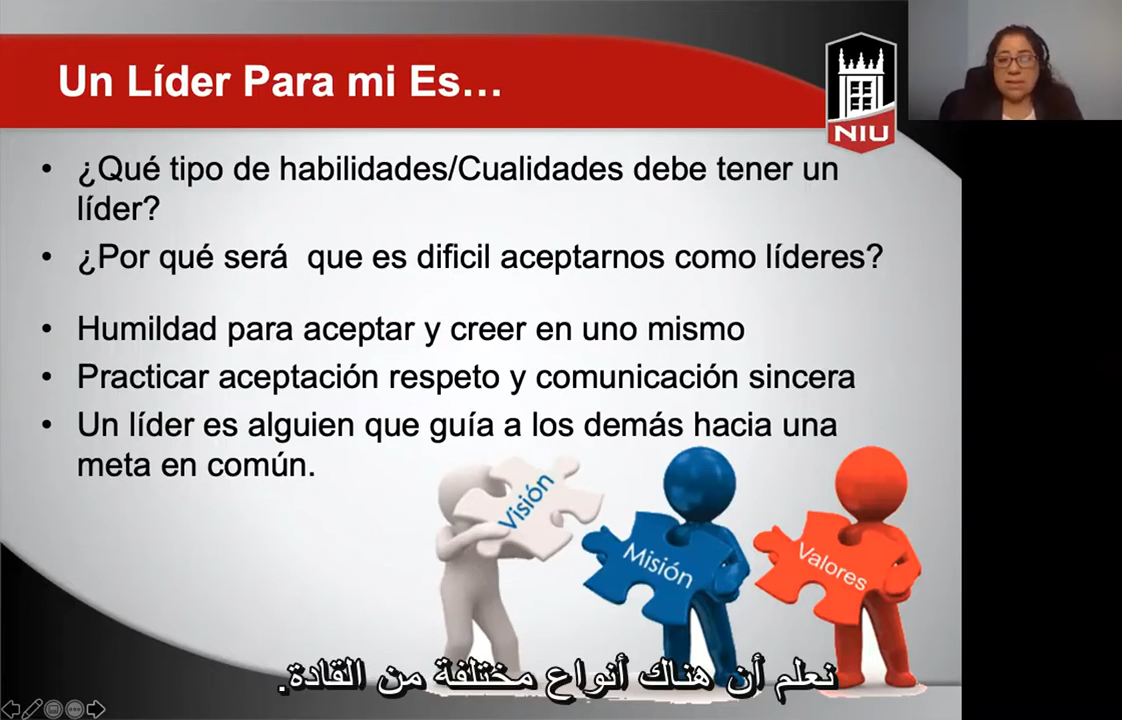 Un Líder Para mi Es...
NIU
• ¿Qué tipo de habilidades/Cualidades debe tener un
líder?
• ¿Por qué será que es dificil aceptarnos como líderes?
• Humildad para aceptar y creer en uno mismo
• Practicar aceptación respeto y comunicación sincera
• Un líder es alguien que guía a los demás hacia una
meta en común.
Visión
Misión
Valores
نعلم أن هناك أنواع مختلفة من القادة.